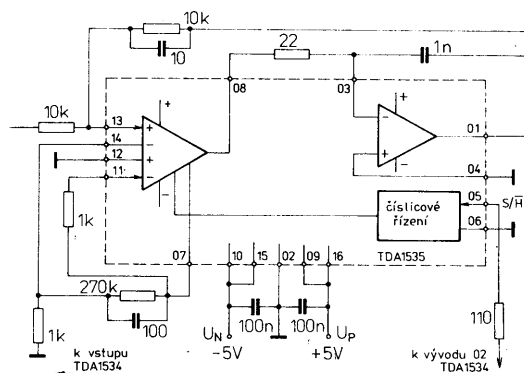 10k
10
22
1n
08
03
10k
13
14
12
11
+
−
+
−
+
−
−
+
+
−
01
04
číslicové
řízení
05
S/H̅
06
1k
07
10
15
02
09
16
TDA1535
270k
100
1k
100n
100n
U_N
−5V
U_P
+5V
110
k vstupu
TDA1534
k vývodu 02
TDA1534